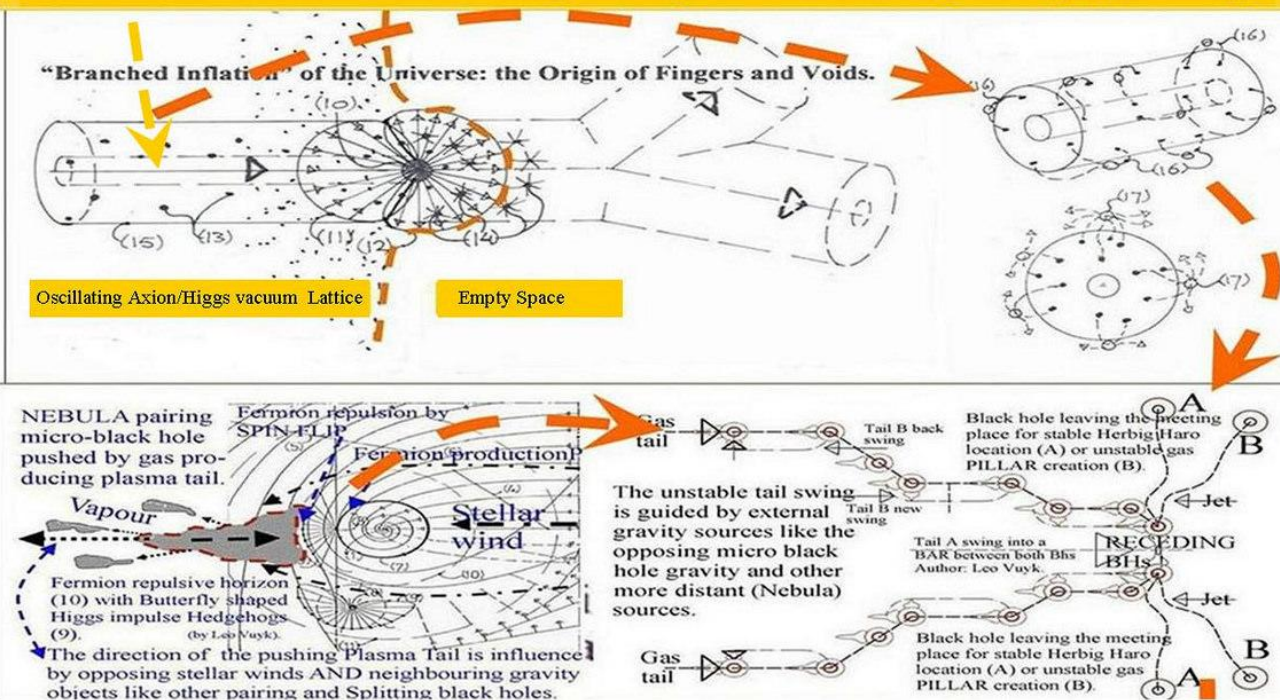 "Branched Inflation" of the Universe: the Origin of Fingers and Voids.
(10)
(16)
(16)
(16)
(15)
(13)
(11)
(12)
(14)
(17)
(17)
Oscillating Axion/Higgs vacuum Lattice
Empty Space
NEBULA pairing
micro-black hole
pushed by gas pro-
ducing plasma tail.
Fermion repulsion by
SPIN FLIP
Fermion production
Vapour
Stellar
wind
(7)
(10)
Fermion repulsive horizon
(10) with Butterfly shaped
Higgs impulse Hedgehogs
(9).
(by Leo Vuyk).
The direction of the pushing Plasma Tail is influence
by opposing stellar winds AND neighbouring gravity
objects like other pairing and Splitting black holes.
Gas
tail
Tail B back
swing
Black hole leaving the meeting
place for stable Herbig Haro
location (A) or unstable gas
PILLAR creation (B).
A
B
The unstable tail swing
is guided by external
gravity sources like the
opposing micro black
hole gravity and other
more distant (Nebula)
sources.
Tail B new
swing
Jet
Tail A swing into a
BAR between both Bhs
Author: Leo Vuyk.
RECEDING
BHs
Jet
Gas
tail
Black hole leaving the meeting
place for stable Herbig Haro
location (A) or unstable gas
PILLAR creation (B).
B
A